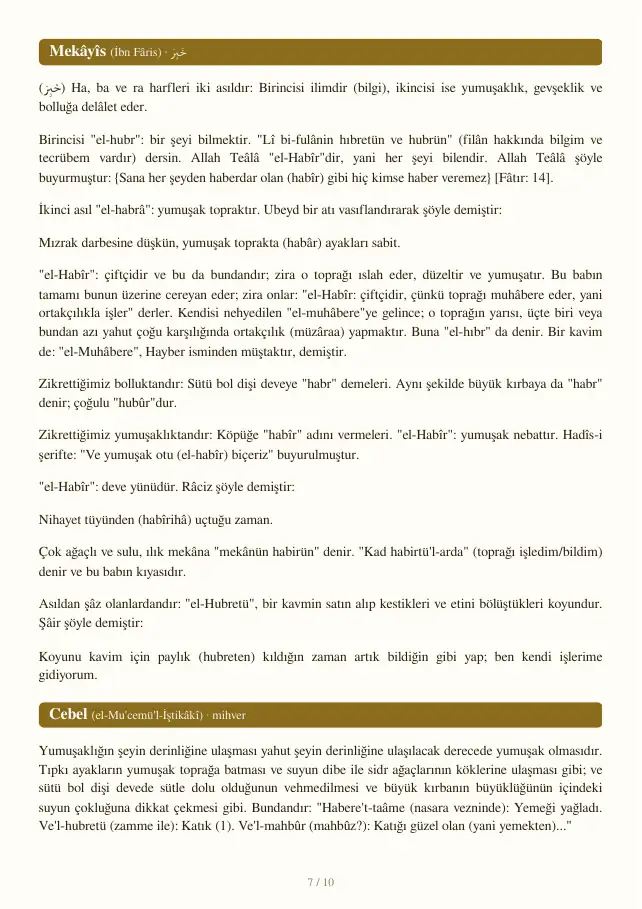 Mekâyîs (İbn Fâris) · خَبِرَ
(خَبِرَ) Ha, ba ve ra harfleri iki asıldır: Birincisi ilimdir (bilgi), ikincisi ise yumuşaklık, gevşeklik ve
bolluğa delâlet eder.
Birincisi "el-hubr": bir şeyi bilmektir. "Lî bi-fulânin hıbretün ve hubrün" (filân hakkında bilgim ve
tecrübem vardır) dersin. Allah Teâlâ "el-Habîr"dir, yani her şeyi bilendir. Allah Teâlâ şöyle
buyurmuştur: {Sana her şeyden haberdar olan (habîr) gibi hiç kimse haber veremez} [Fâtır: 14].
İkinci asıl "el-habrâ": yumuşak topraktır. Ubeyd bir atı vasıflandırarak şöyle demiştir:
Mızrak darbesine düşkün, yumuşak toprakta (habâr) ayakları sabit.
"el-Habîr": çiftçidir ve bu da bundandır; zira o toprağı ıslah eder, düzeltir ve yumuşatır. Bu babın
tamamı bunun üzerine cereyan eder; zira onlar: "el-Habîr: çiftçidir, çünkü toprağı muhâbere eder, yani
ortakçılıkla işler" derler. Kendisi nehyedilen "el-muhâbere"ye gelince; o toprağın yarısı, üçte biri veya
bundan azı yahut çoğu karşılığında ortakçılık (müzâraa) yapmaktır. Buna "el-hıbr" da denir. Bir kavim
de: "el-Muhâbere", Hayber isminden müştaktır, demiştir.
Zikrettiğimiz bolluktandır: Sütü bol dişi deveye "habr" demeleri. Aynı şekilde büyük kırbaya da "habr"
denir; çoğulu "hubûr"dur.
Zikrettiğimiz yumuşaklıktandır: Köpüğe "habîr" adını vermeleri. "el-Habîr": yumuşak nebattır. Hadîs-i
şerifte: "Ve yumuşak otu (el-habîr) biçeriz" buyurulmuştur.
"el-Habîr": deve yünüdür. Râciz şöyle demiştir:
Nihayet tüyünden (habîrihâ) uçtuğu zaman.
Çok ağaçlı ve sulu, ılık mekâna "mekânün habirün" denir. "Kad habirtü'l-arda" (toprağı işledim/bildim)
denir ve bu babın kıyasıdır.
Asıldan şâz olanlardandır: "el-Hubretü", bir kavmin satın alıp kestikleri ve etini bölüştükleri koyundur.
Şâir şöyle demiştir:
Koyunu kavim için paylık (hubreten) kıldığın zaman artık bildiğin gibi yap; ben kendi işlerime
gidiyorum.
Cebel (el-Mu'cemü'l-İştikâkî) · mihver
Yumuşaklığın şeyin derinliğine ulaşması yahut şeyin derinliğine ulaşılacak derecede yumuşak olmasıdır.
Tıpkı ayakların yumuşak toprağa batması ve suyun dibe ile sidr ağaçlarının köklerine ulaşması gibi; ve
sütü bol dişi devede sütle dolu olduğunun vehmedilmesi ve büyük kırbanın büyüklüğünün içindeki
suyun çokluğuna dikkat çekmesi gibi. Bundandır: "Habere't-taâme (nasara vezninde): Yemeği yağladı.
Ve'l-hubretü (zamme ile): Katık (1). Ve'l-mahbûr (mahbûz?): Katığı güzel olan (yani yemekten)..."
7 / 10